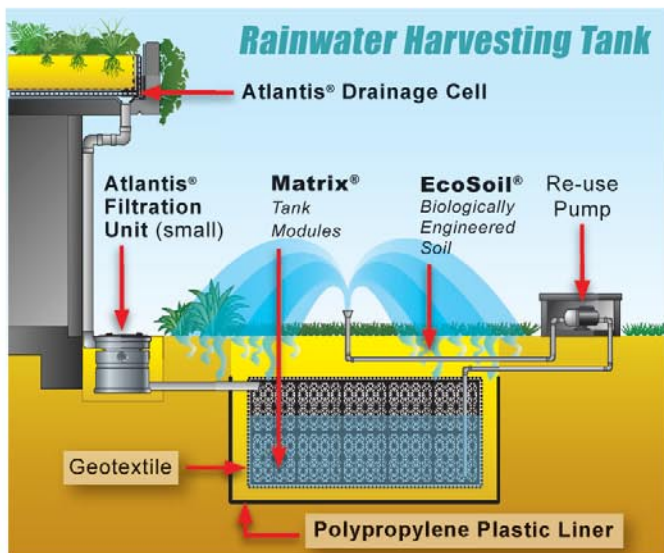 Rainwater Harvesting Tank
Atlantis® Drainage Cell
Atlantis®
Filtration
Unit (small)
Matrix®
Tank
Modules
EcoSoil®
Biologically
Engineered
Soil
Re-use
Pump
Geotextile
Polypropylene Plastic Liner